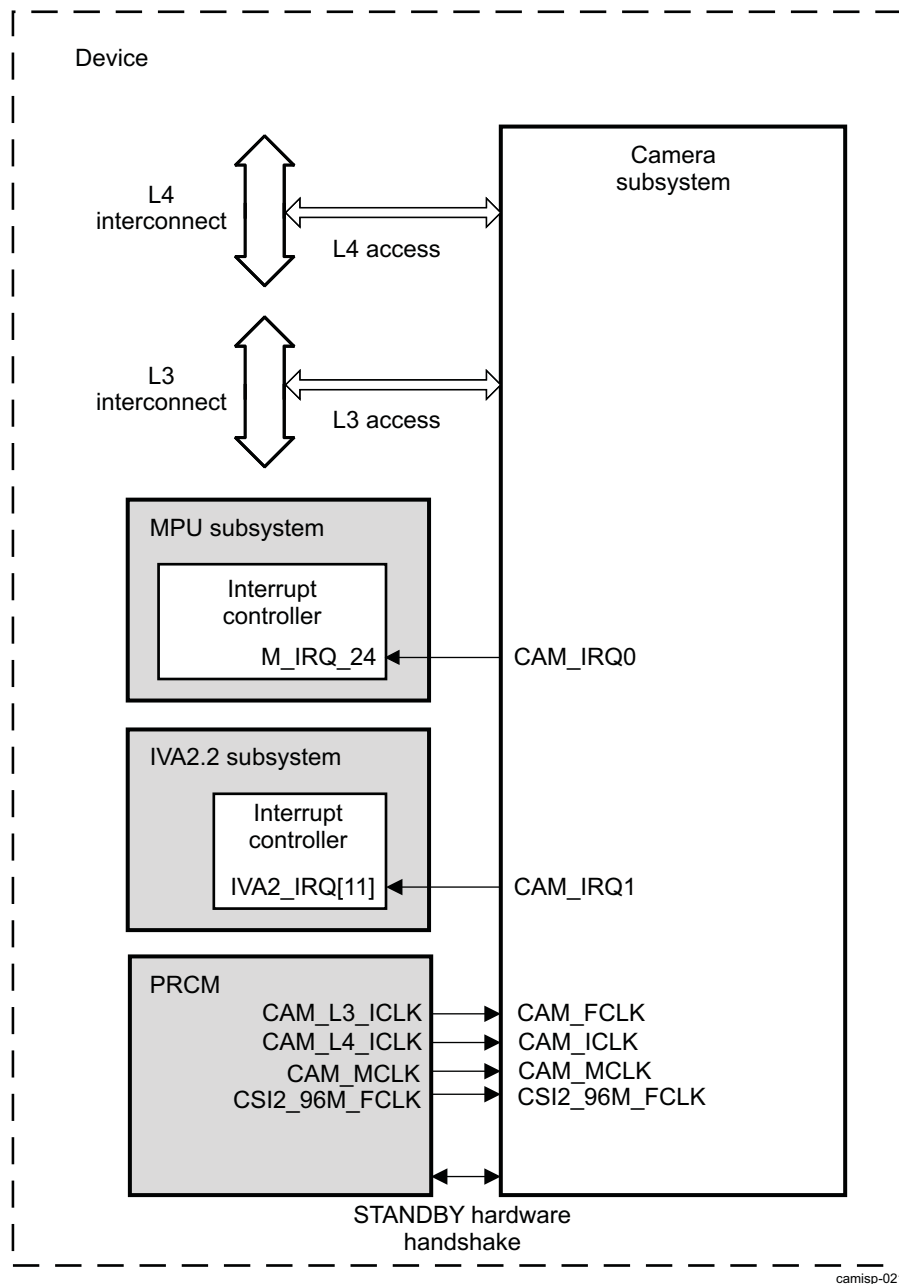 Device
Camera
subsystem
L4
interconnect
L4 access
L3
interconnect
L3 access
MPU subsystem
Interrupt
controller
M_IRQ_24
CAM_IRQ0
IVA2.2 subsystem
Interrupt
controller
IVA2_IRQ[11]
CAM_IRQ1
PRCM
CAM_L3_ICLK CAM_FCLK
CAM_L4_ICLK CAM_ICLK
CAM_MCLK CAM_MCLK
CSI2_96M_FCLK CSI2_96M_FCLK
STANDBY hardware
handshake
camisp-02